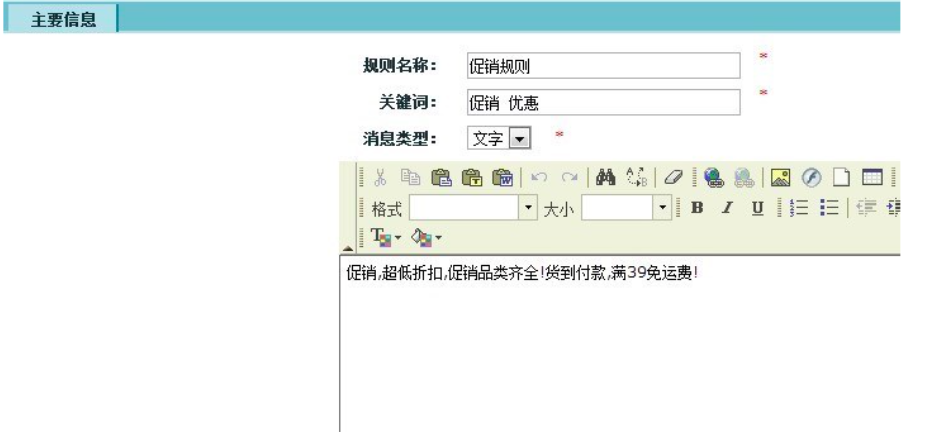 主要信息
规则名称： 促销规则 *
关键词： 促销 优惠 *
消息类型： 文字 *
格式 大小
B I U
促销,超低折扣,促销品类齐全!货到付款,满39免运费!